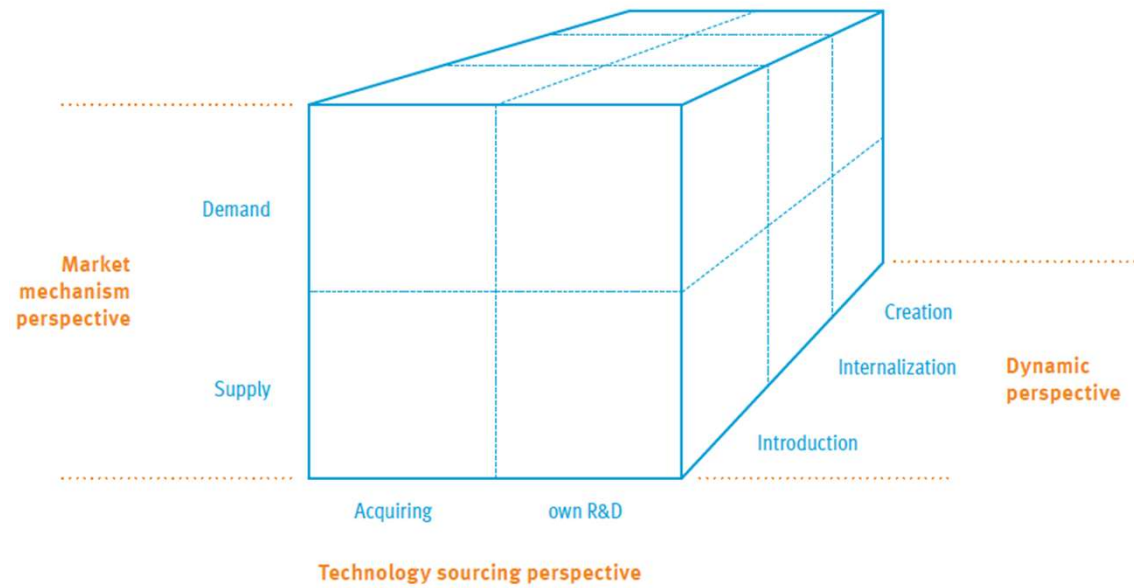 Demand
Market
mechanism
perspective
Creation
Internalization
Dynamic
perspective
Supply
Introduction
Acquiring
own R&D
Technology sourcing perspective